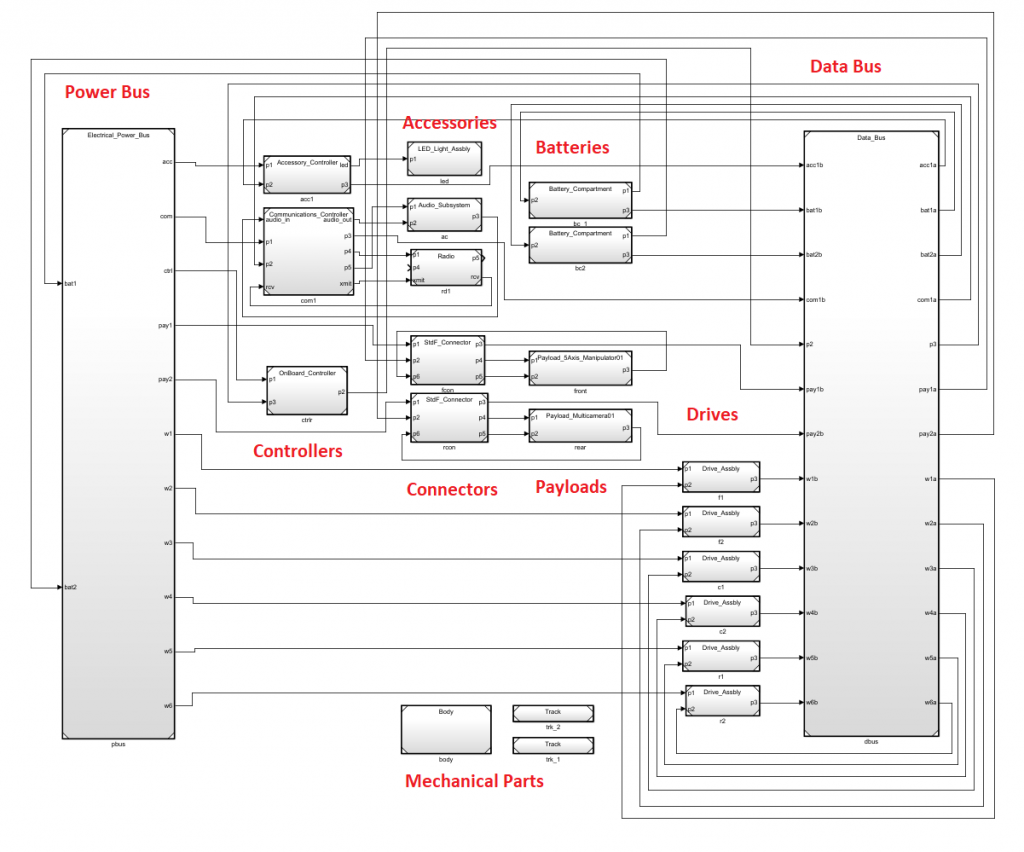 Power Bus
Data Bus
Accessories
Batteries
Electrical_Power_Bus
acc
com
ctrl
pay1
pay2
w1
w2
w3
w4
w5
w6
bat1
bat2
pbus
Accessory_Controller
p1
led
p2
p3
acc1
Communications_Controller
audio_in
audio_out
p3
p1
p4
p2
p5
rcv
xmit
com1
LED_Light_Assbly
p1
led
Audio_Subsystem
p1
p2
p3
ac
Radio
p1
p5
p4
xmit
rcv
rd1
Battery_Compartment
p1
p2
p3
bc_1
Battery_Compartment
p1
p2
p3
bc2
OnBoard_Controller
p1
p2
p3
ctrlr
StdF_Connector
p1
p3
p2
p4
p6
p5
fcon
StdF_Connector
p1
p3
p2
p4
p6
p5
rcon
Payload_5Axis_Manipulator01
p1
p2
p3
front
Payload_Multicamera01
p1
p2
p3
rear
Controllers
Connectors
Payloads
Drives
Drive_Assbly
p1
p2
p3
f1
Drive_Assbly
p1
p2
p3
f2
Drive_Assbly
p1
p2
p3
c1
Drive_Assbly
p1
p2
p3
c2
Drive_Assbly
p1
p2
p3
r1
Drive_Assbly
p1
p2
p3
r2
Data_Bus
acc1b
acc1a
bat1b
bat1a
bat2b
bat2a
com1b
com1a
p2
p3
pay1b
pay1a
pay2b
pay2a
w1b
w1a
w2b
w2a
w3b
w3a
w4b
w4a
w5b
w5a
w6b
w6a
dbus
Body
body
Track
trk_2
Track
trk_1
Mechanical Parts